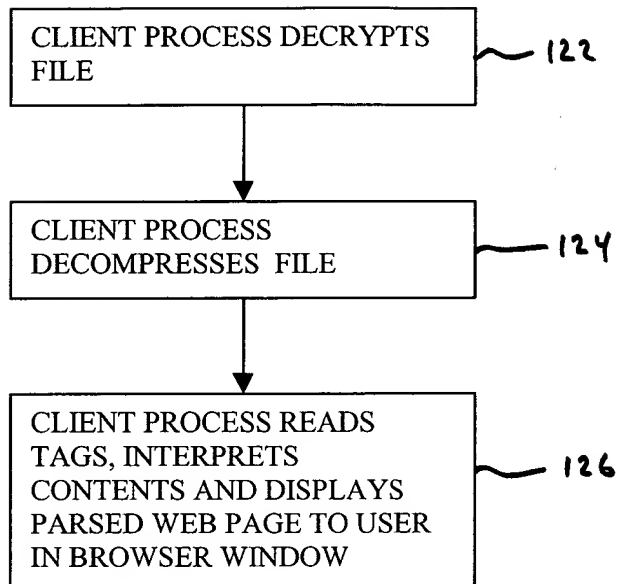 CLIENT PROCESS DECRYPTS
FILE
122
CLIENT PROCESS
DECOMPRESSES FILE
124
CLIENT PROCESS READS
TAGS, INTERPRETS
CONTENTS AND DISPLAYS
PARSED WEB PAGE TO USER
IN BROWSER WINDOW
126